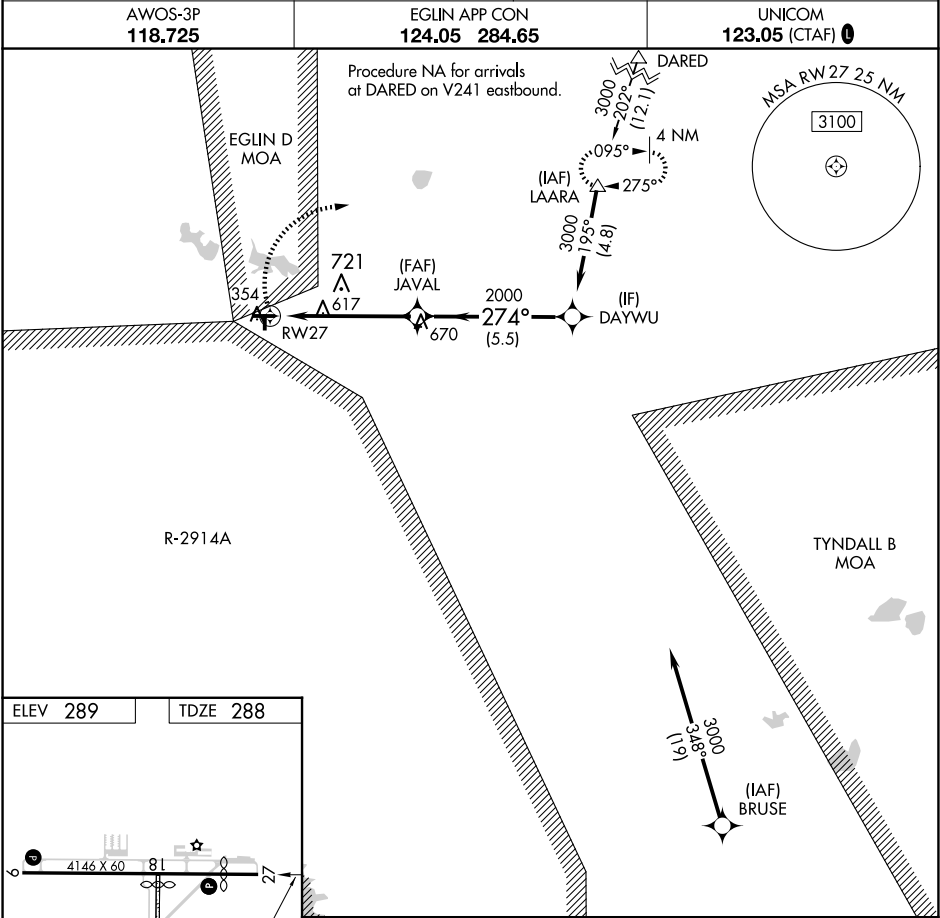 AWOS-3P
118.725
EGLIN APP CON
124.05 284.65
UNICOM
123.05 (CTAF) L
Procedure NA for arrivals
at DARED on V241 eastbound.
DARED
3000
202°
(12.1)
MSA RW27 25 NM
3100
EGLIN D
MOA
4 NM
095°
275°
(IAF)
LAARA
3000
195°
(4.8)
721
354
617
(FAF)
JAVAL
670
2000
274°
(5.5)
(IF)
DAYWU
RW27
R-2914A
TYNDALL B
MOA
3000
348°
(19)
(IAF)
BRUSE
ELEV 289
TDZE 288
P
9
4146 X 60
18
P
27